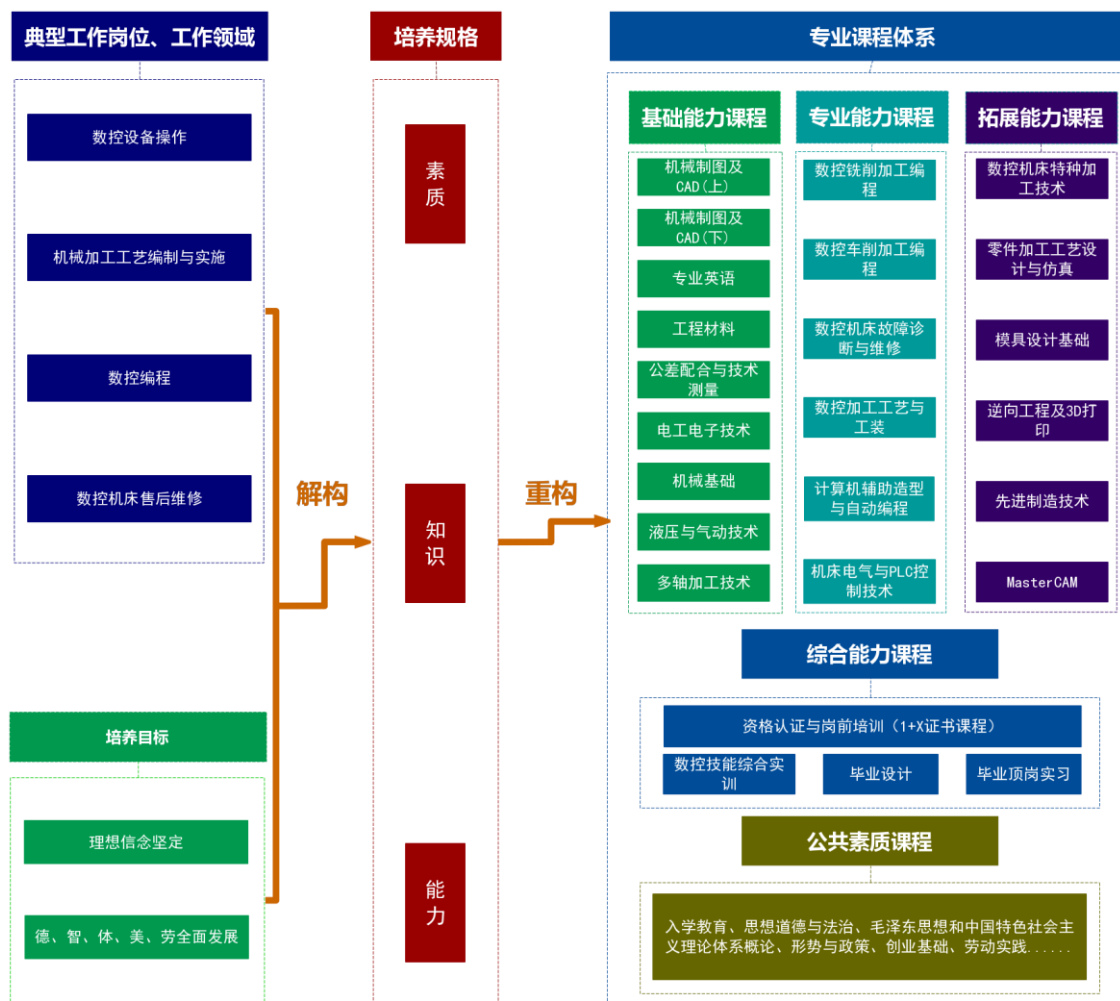 典型工作岗位、工作领域
数控设备操作
机械加工工艺编制与实施
数控编程
数控机床售后维修
培养目标
理想信念坚定
德、智、体、美、劳全面发展
解构
培养规格
素
质
知
识
能
力
重构
专业课程体系
基础能力课程
机械制图及
CAD(上)
机械制图及
CAD(下)
专业英语
工程材料
公差配合与技术
测量
电工电子技术
机械基础
液压与气动技术
多轴加工技术
专业能力课程
数控铣削加工编
程
数控车削加工编
程
数控机床故障诊
断与维修
数控加工工艺与
工装
计算机辅助造型
与自动编程
机床电气与PLC控
制技术
拓展能力课程
数控机床特种加
工技术
零件加工工艺设
计与仿真
模具设计基础
逆向工程及3D打
印
先进制造技术
MasterCAM
综合能力课程
资格认证与岗前培训（1+X证书课程）
数控技能综合实
训
毕业设计
毕业顶岗实习
公共素质课程
入学教育、思想道德与法治、毛泽东思想和中国特色社会主
义理论体系概论、形势与政策、创业基础、劳动实践......